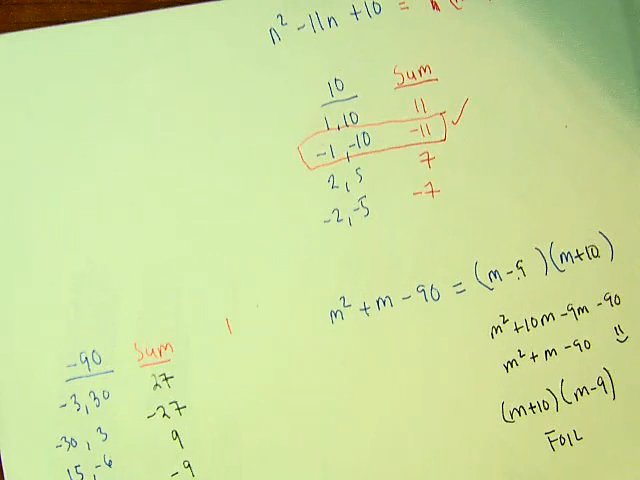 n² - 11n + 10 =
10 Sum
1, 10 11
-1, -10 -11 ✓
2, 5 7
-2, -5 -7
m² + m - 90 = (m - 9)(m + 10)
m² + 10m - 9m - 90
m² + m - 90
(m+10)(m-9)
FOIL
-90 Sum
-3, 30 27
-30, 3 -27
15, -6 9
-9